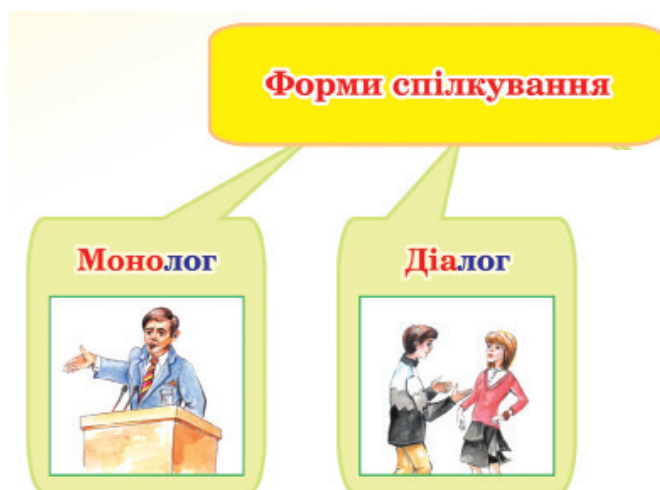 Форми спілкування
Монолог
Діалог